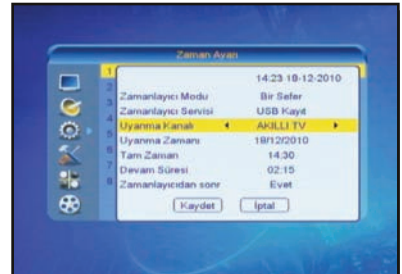 Zaman Ayarı
1
14:23 18-12-2010
2
Zamanlayıcı Modu Bir Sefer
3
Zamanlayıcı Servisi USB Kayıt
4
Uyanma Kanalı AKILLI TV
5
Uyanma Zamanı 18/12/2010
6
Tam Zaman 14:30
7
Devam Süresi 02:15
8
Zamanlayıcıdan sonr Evet
Kaydet İptal